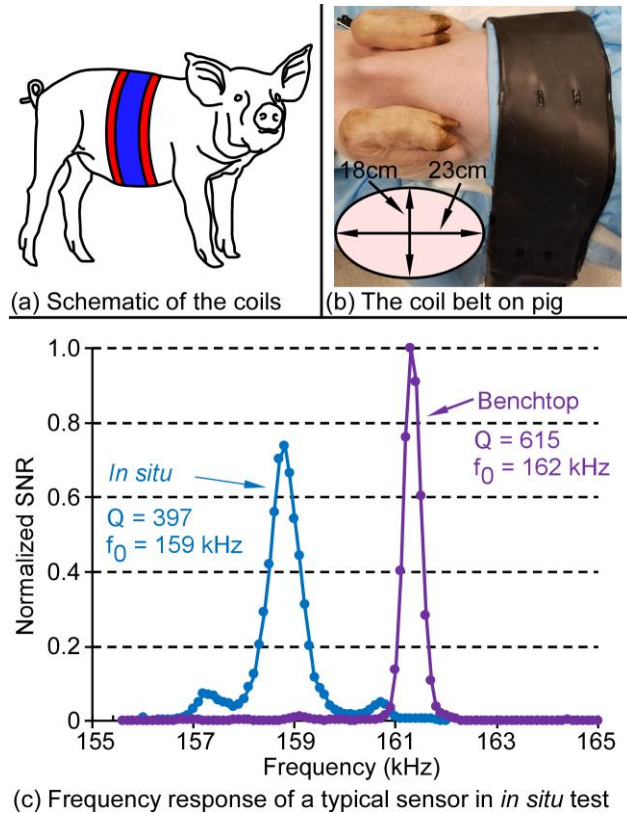 (a) Schematic of the coils
18cm
23cm
(b) The coil belt on pig
Normalized SNR
1.0
0.8
0.6
0.4
0.2
0
In situ
Q = 397
f0 = 159 kHz
Benchtop
Q = 615
f0 = 162 kHz
155
157
159
161
163
165
Frequency (kHz)
(c) Frequency response of a typical sensor in in situ test